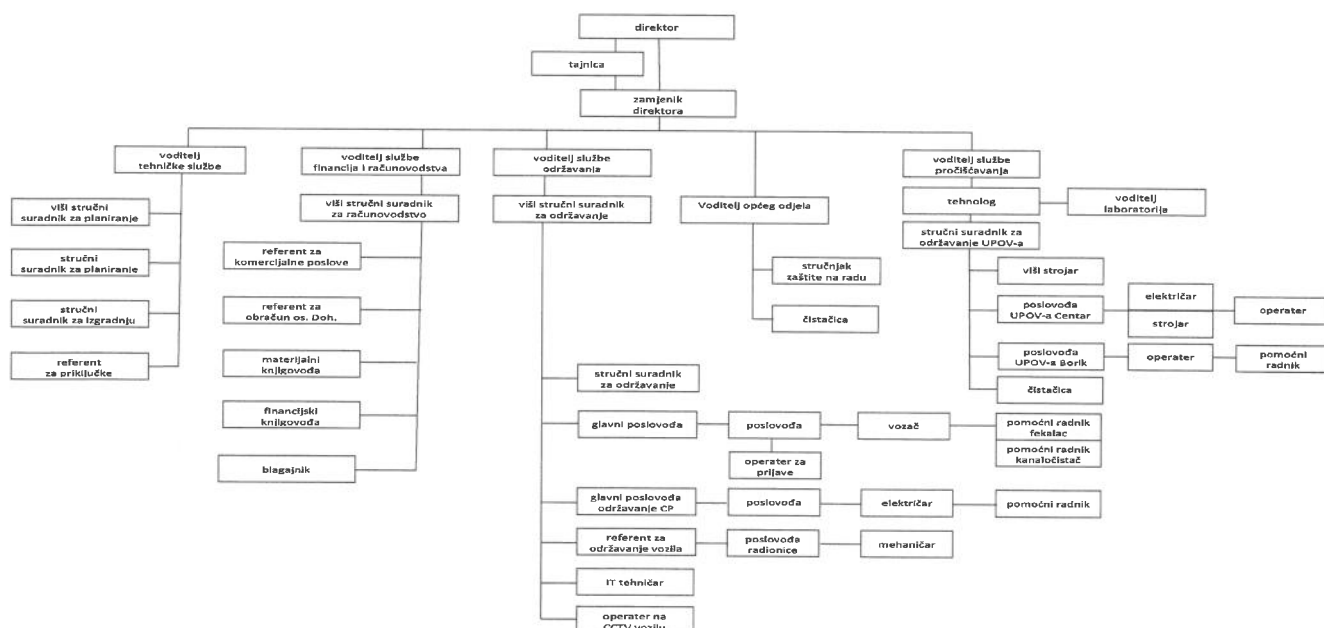 direktor
tajnica
zamjenik
direktora
voditelj
tehničke službe
voditelj službe
financija i računovodstva
voditelj službe
održavanja
voditelj službe
pročišćavanja
viši stručni
suradnik za planiranje
stručni
suradnik za planiranje
stručni
suradnik za izgradnju
referent
za priključke
viši stručni suradnik
za računovodstvo
referent za
komercijalne poslove
referent za
obračun os. Doh.
materijalni
knjigovođa
financijski
knjigovođa
blagajnik
viši stručni suradnik
za održavanje
stručni suradnik
za održavanje
glavni poslovođa
poslovođa
vozač
pomoćni radnik
fekalac
pomoćni radnik
kanaločistač
operater za
prijave
glavni poslovođa
održavanje CP
poslovođa
električar
pomoćni radnik
referent za
održavanje vozila
poslovođa
radionice
mehaničar
IT tehničar
operater na
CCTV vozilu
Voditelj općeg odjela
stručnjak
zaštite na radu
čistačica
tehnolog
voditelj
laboratorija
stručni suradnik za
održavanje UPOV-a
viši strojar
poslovođa
UPOV-a Centar
električar
strojar
operater
poslovođa
UPOV-a Borik
operater
pomoćni
radnik
čistačica